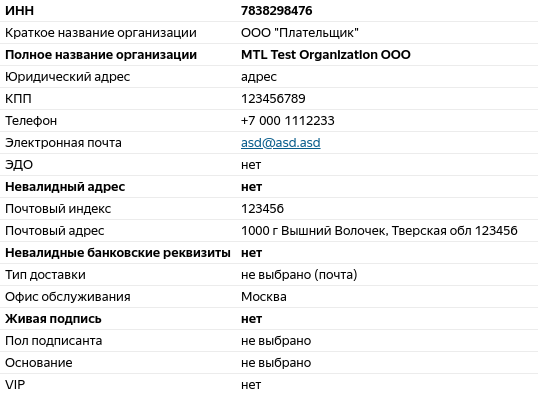 ИНН 7838298476
Краткое название организации ООО "Плательщик"
Полное название организации MTL Test Organization ООО
Юридический адрес адрес
КПП 123456789
Телефон +7 000 1112233
Электронная почта asd@asd.asd
ЭДО нет
Невалидный адрес нет
Почтовый индекс 123456
Почтовый адрес 1000 г Вышний Волочек, Тверская обл 123456
Невалидные банковские реквизиты нет
Тип доставки не выбрано (почта)
Офис обслуживания Москва
Живая подпись нет
Пол подписанта не выбрано
Основание не выбрано
VIP нет